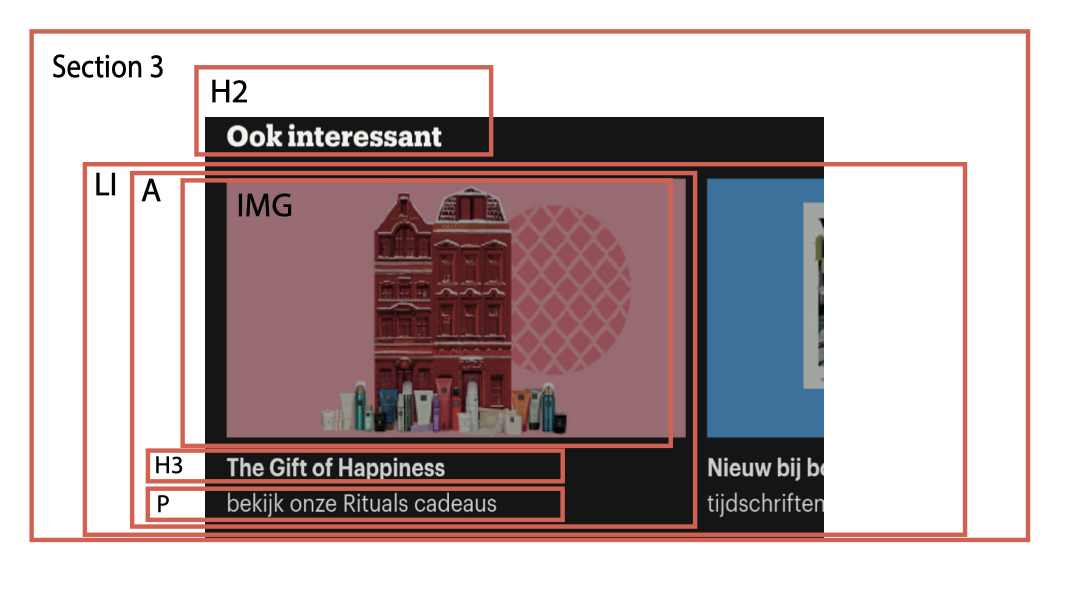 Section 3
H2
Ook interessant
LI
A
IMG
H3
The Gift of Happiness
Nieuw bij
P
bekijk onze Rituals cadeaus
tijdschriften